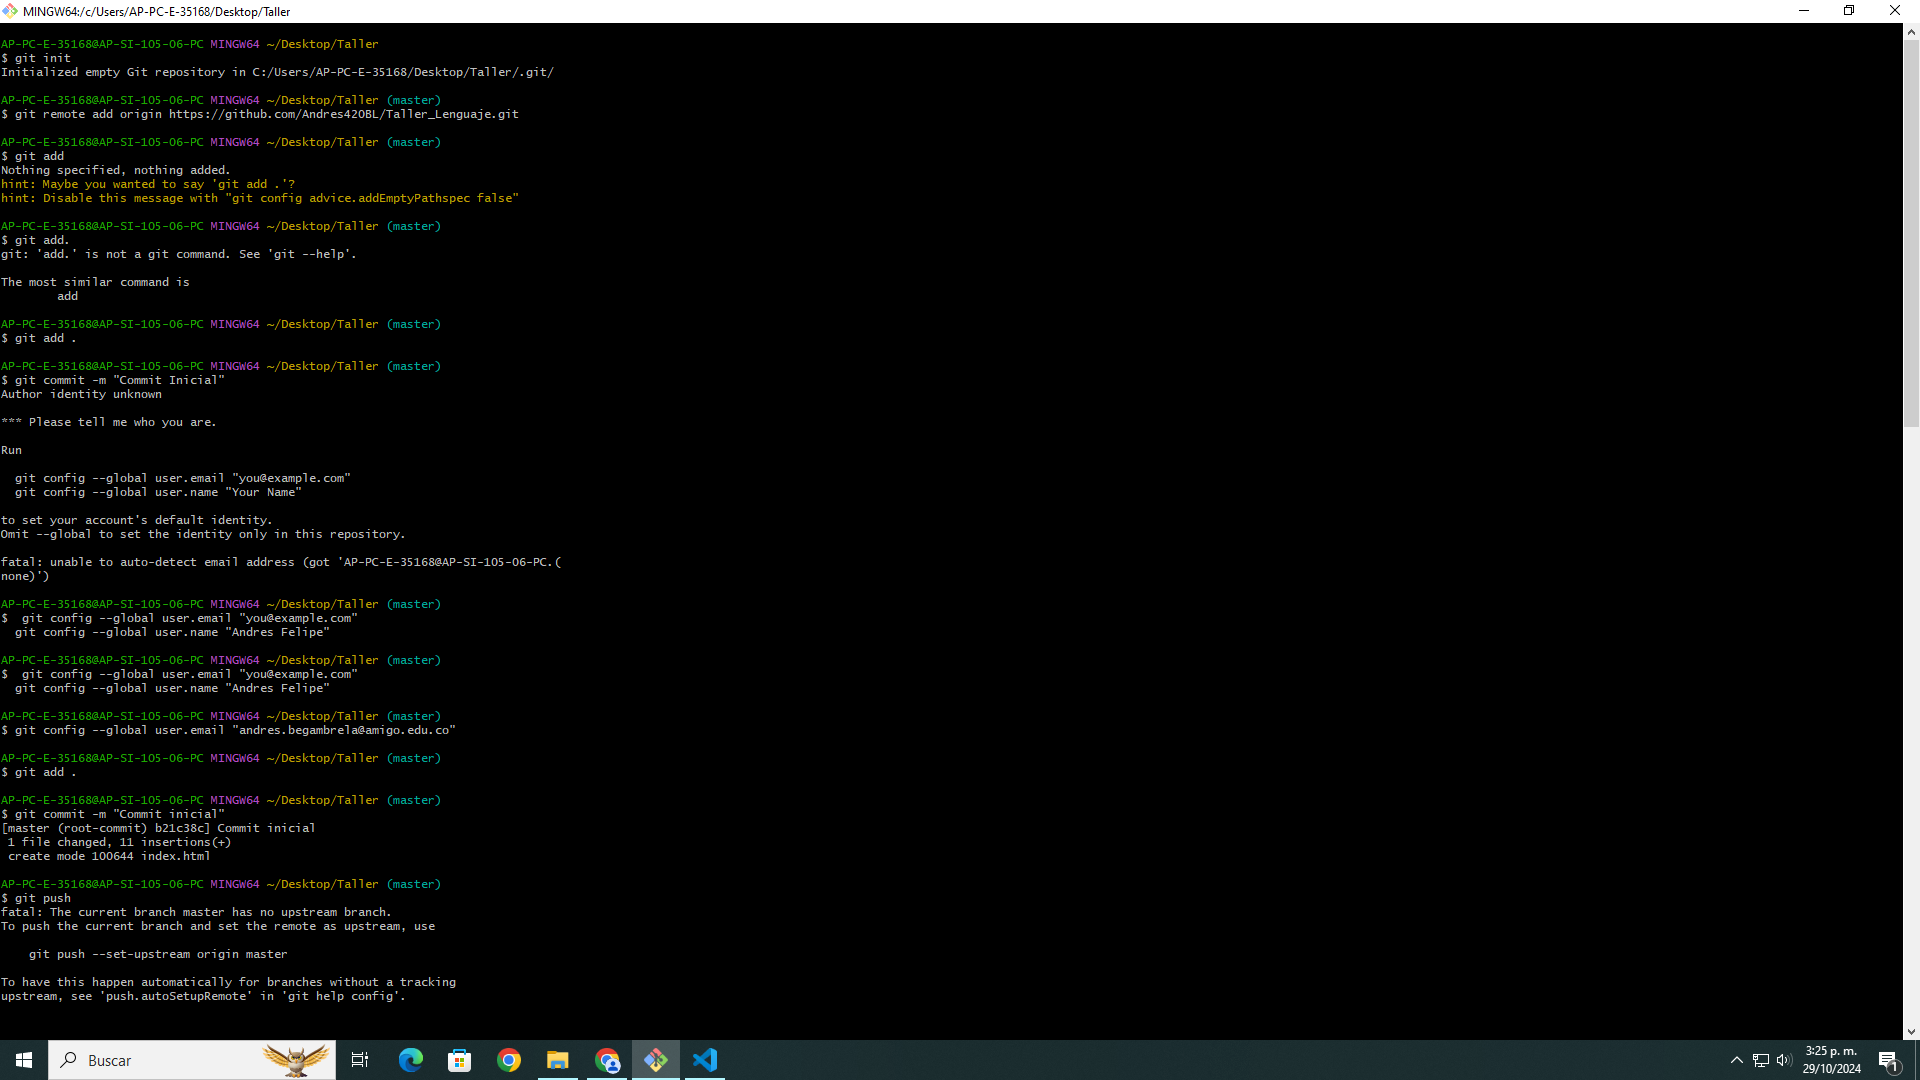 MINGW64:/c/Users/AP-PC-E-35168/Desktop/Taller
AP-PC-E-35168@AP-SI-105-06-PC MINGW64 ~/Desktop/Taller
$ git init
Initialized empty Git repository in C:/Users/AP-PC-E-35168/Desktop/Taller/.git/
AP-PC-E-35168@AP-SI-105-06-PC MINGW64 ~/Desktop/Taller (master)
$ git remote add origin https://github.com/Andres420BL/Taller_Lenguaje.git
AP-PC-E-35168@AP-SI-105-06-PC MINGW64 ~/Desktop/Taller (master)
$ git add
Nothing specified, nothing added.
hint: Maybe you wanted to say 'git add .'?
hint: Disable this message with "git config advice.addEmptyPathspec false"
AP-PC-E-35168@AP-SI-105-06-PC MINGW64 ~/Desktop/Taller (master)
$ git add.
git: 'add.' is not a git command. See 'git --help'.
The most similar command is
add
AP-PC-E-35168@AP-SI-105-06-PC MINGW64 ~/Desktop/Taller (master)
$ git add .
AP-PC-E-35168@AP-SI-105-06-PC MINGW64 ~/Desktop/Taller (master)
$ git commit -m "Commit Inicial"
Author identity unknown
*** Please tell me who you are.
Run
git config --global user.email "you@example.com"
git config --global user.name "Your Name"
to set your account's default identity.
Omit --global to set the identity only in this repository.
fatal: unable to auto-detect email address (got 'AP-PC-E-35168@AP-SI-105-06-PC.(
none)')
AP-PC-E-35168@AP-SI-105-06-PC MINGW64 ~/Desktop/Taller (master)
$  git config --global user.email "you@example.com"
git config --global user.name "Andres Felipe"
AP-PC-E-35168@AP-SI-105-06-PC MINGW64 ~/Desktop/Taller (master)
$  git config --global user.email "you@example.com"
git config --global user.name "Andres Felipe"
AP-PC-E-35168@AP-SI-105-06-PC MINGW64 ~/Desktop/Taller (master)
$ git config --global user.email "andres.begambrela@amigo.edu.co"
AP-PC-E-35168@AP-SI-105-06-PC MINGW64 ~/Desktop/Taller (master)
$ git add .
AP-PC-E-35168@AP-SI-105-06-PC MINGW64 ~/Desktop/Taller (master)
$ git commit -m "Commit inicial"
[master (root-commit) b21c38c] Commit inicial
1 file changed, 11 insertions(+)
create mode 100644 index.html
AP-PC-E-35168@AP-SI-105-06-PC MINGW64 ~/Desktop/Taller (master)
$ git push
fatal: The current branch master has no upstream branch.
To push the current branch and set the remote as upstream, use
git push --set-upstream origin master
To have this happen automatically for branches without a tracking
upstream, see 'push.autoSetupRemote' in 'git help config'.
Buscar
3:25 p. m.
29/10/2024
1